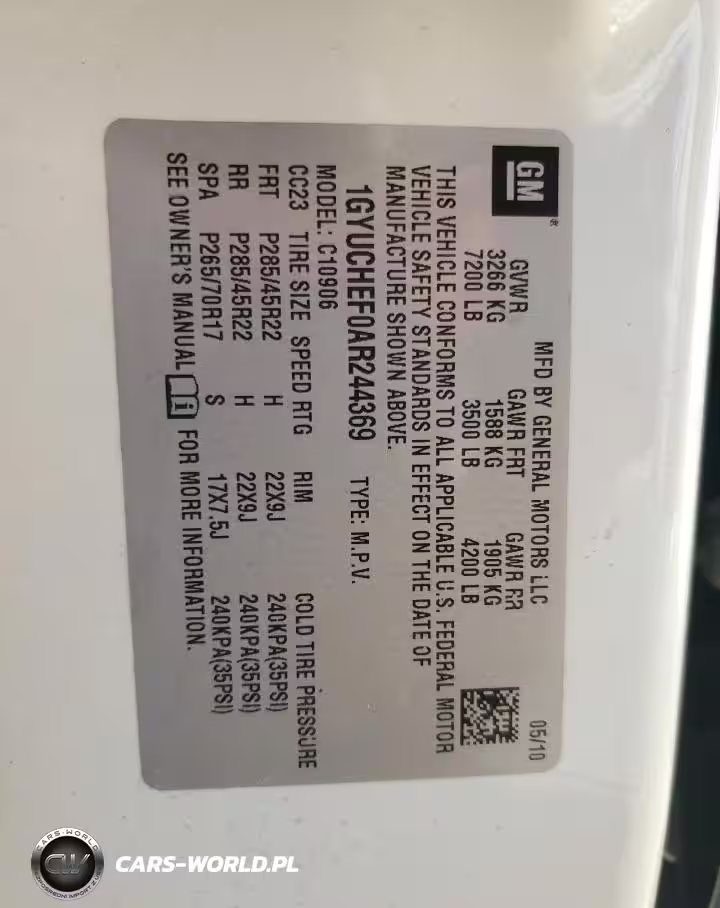 GM®
MFD BY GENERAL MOTORS LLC 05/10
GVWR GAWR FRT GAWR RR
3266 KG 1588 KG 1905 KG
7200 LB 3500 LB 4200 LB
THIS VEHICLE CONFORMS TO ALL APPLICABLE U.S. FEDERAL MOTOR
VEHICLE SAFETY STANDARDS IN EFFECT ON THE DATE OF
MANUFACTURE SHOWN ABOVE.
1GYUCHEF0AR244369 TYPE: M.P.V.
MODEL: C10906
CC23 TIRE SIZE SPEED RTG RIM COLD TIRE PRESSURE
FRT P285/45R22 H 22X9J 240KPA(35PSI)
RR P285/45R22 H 22X9J 240KPA(35PSI)
SPA P265/70R17 S 17X7.5J 240KPA(35PSI)
SEE OWNER'S MANUAL i FOR MORE INFORMATION.
CARS-WORLD
CW
CARS-WORLD.PL